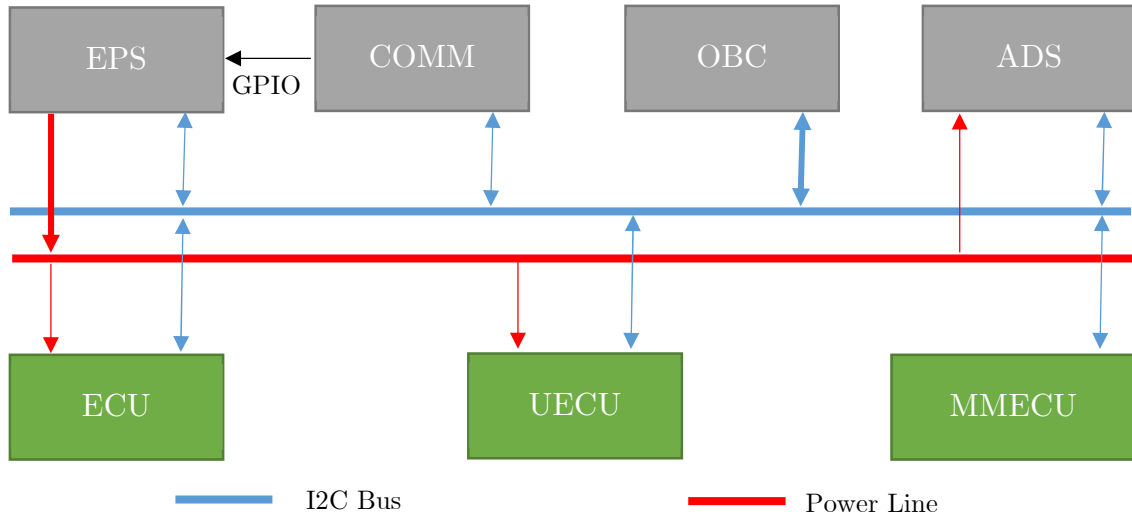 EPS
COMM
OBC
ADS
GPIO
ECU
UECU
MMECU
I2C Bus
Power Line